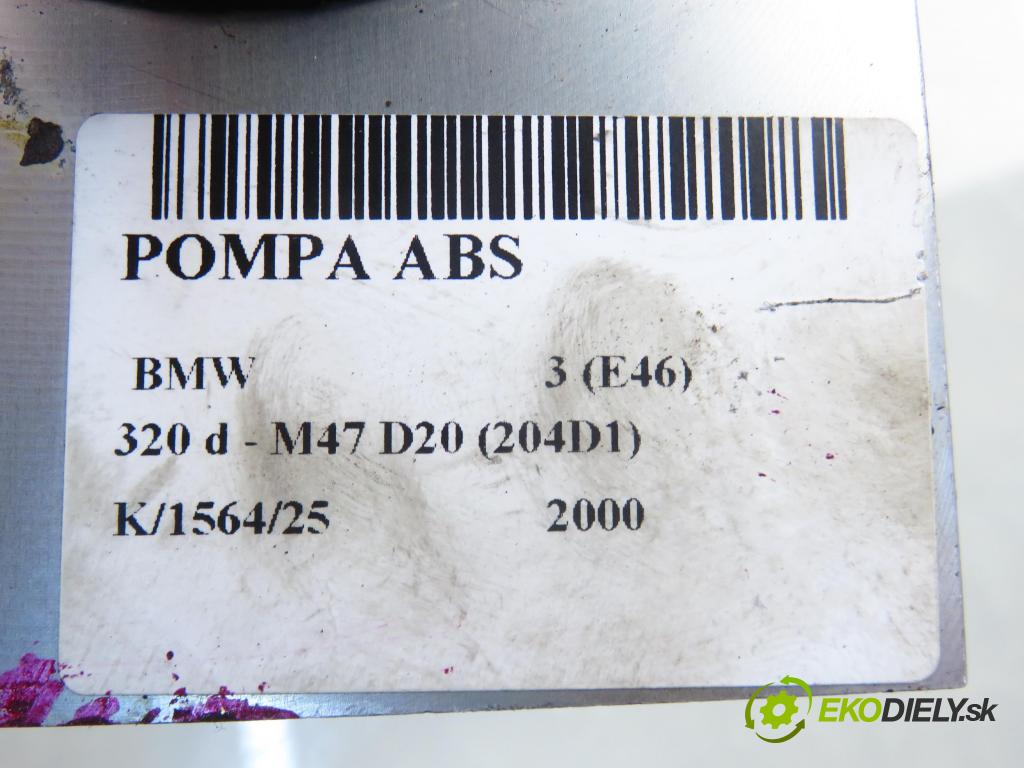 POMPA ABS
BMW 3 (E46)
320 d - M47 D20 (204D1)
K/1564/25 2000
EKODIELY.sk